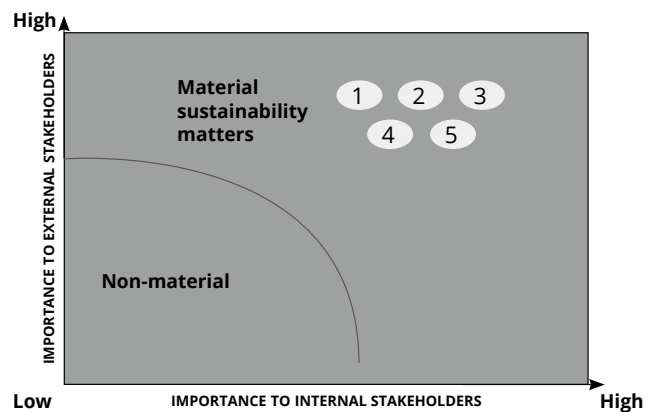 High
IMPORTANCE TO EXTERNAL STAKEHOLDERS
Material
sustainability
matters
1 2 3
4 5
Non-material
Low
IMPORTANCE TO INTERNAL STAKEHOLDERS
High